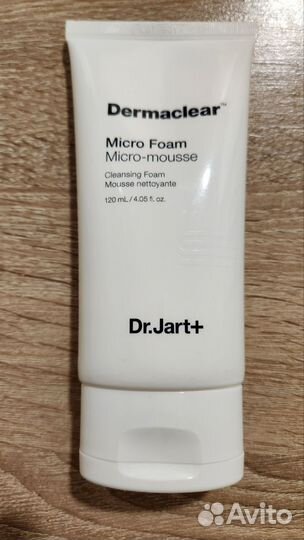 Dermaclear™
Micro Foam
Micro-mousse
Cleansing Foam
Mousse nettoyante
120 mL / 4.05 fl. oz.
Dr.Jart+
Avito